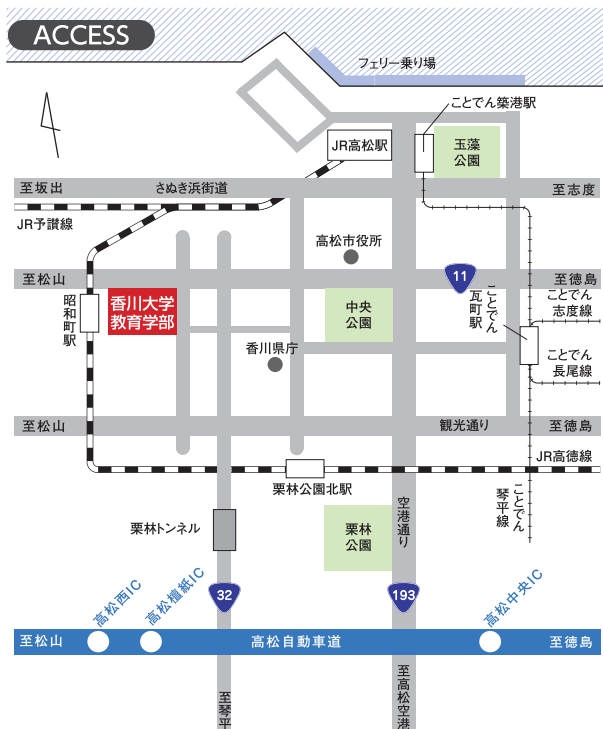 ACCESS
フェリー乗り場
ことでん築港駅
JR高松駅
玉藻
公園
至坂出
さぬき浜街道
至志度
JR予讃線
高松市役所
至松山
11
至徳島
昭和町駅
香川大学
教育学部
中央
公園
ことでん
瓦町駅
ことでん
志度線
香川県庁
ことでん
長尾線
至松山
観光通り
至徳島
JR高徳線
栗林公園北駅
ことでん
琴平線
栗林トンネル
栗林
公園
空港通り
高松西IC
高松檀紙IC
32
193
高松中央IC
至松山
高松自動車道
至徳島
至琴平
至高松空港